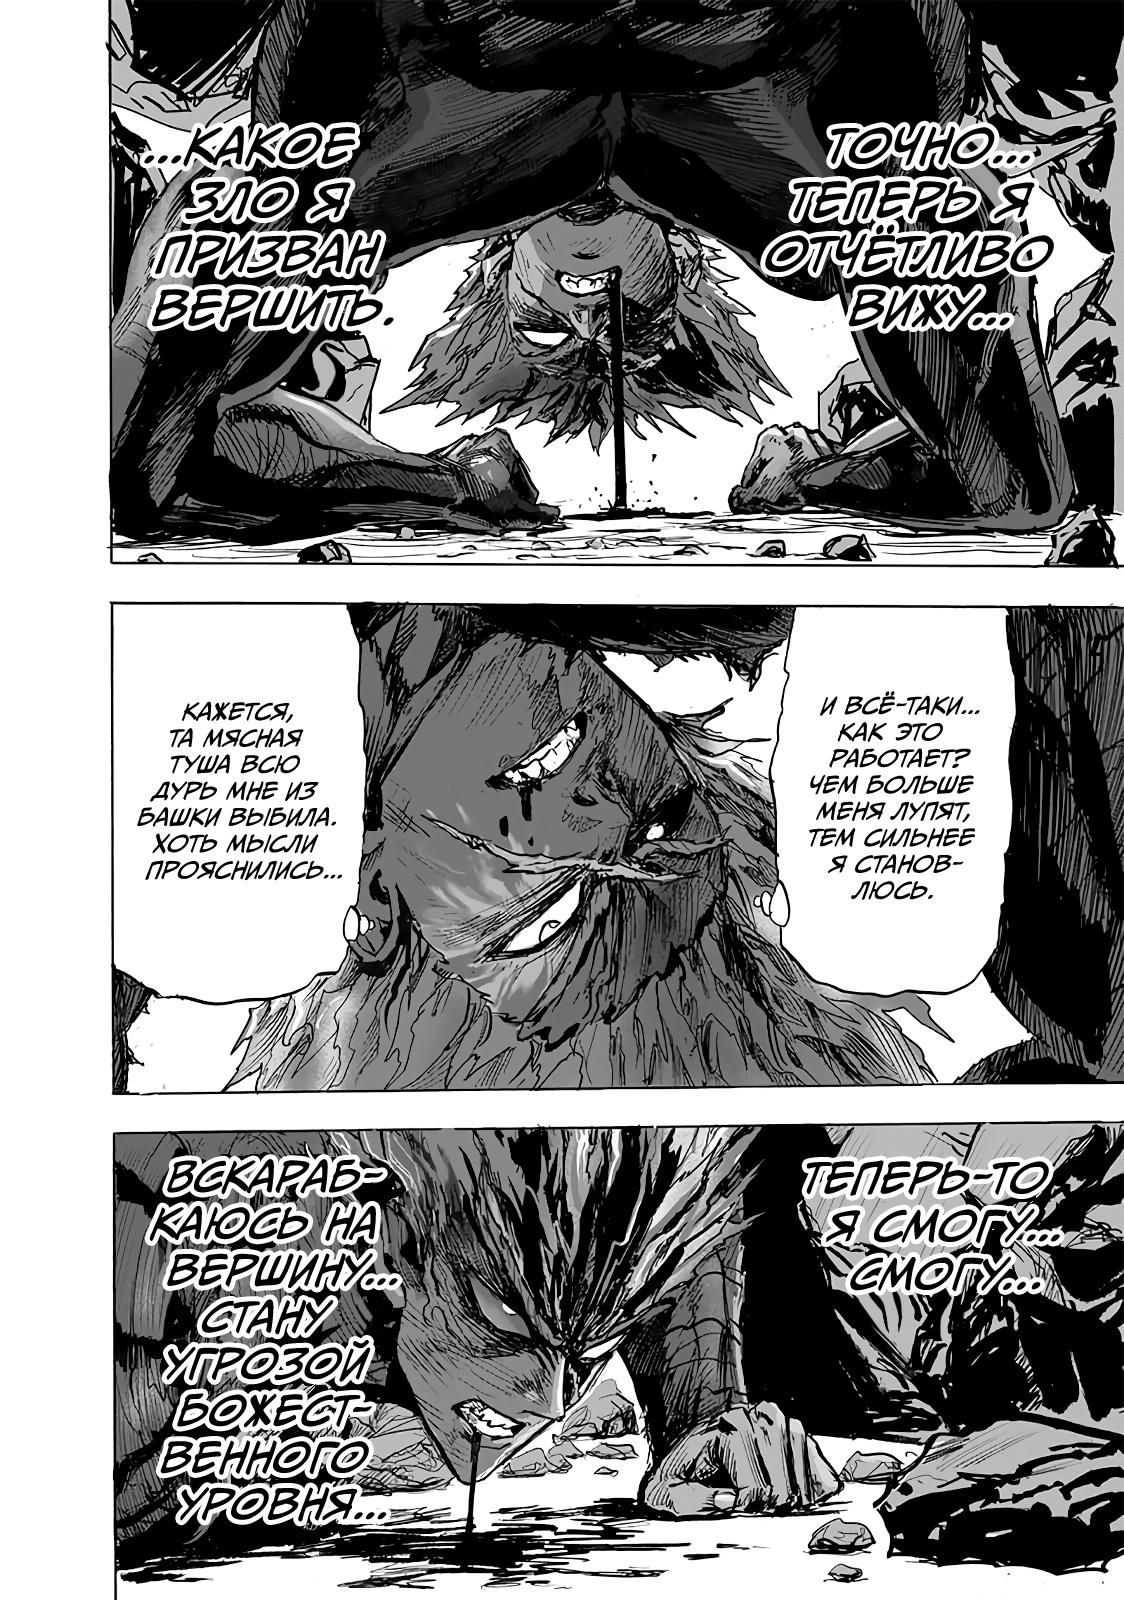 ТОЧНО...
ТЕПЕРЬ Я
ОТЧЁТЛИВО
ВИЖУ...
...КАКОЕ
ЗЛО Я
ПРИЗВАН
ВЕРШИТЬ.
И ВСЁ-ТАКИ...
КАК ЭТО
РАБОТАЕТ?
ЧЕМ БОЛЬШЕ
МЕНЯ ЛУПЯТ,
ТЕМ СИЛЬНЕЕ
Я СТАНОВ-
ЛЮСЬ.
КАЖЕТСЯ,
ТА МЯСНАЯ
ТУША ВСЮ
ДУРЬ МНЕ ИЗ
БАШКИ ВЫБИЛА.
ХОТЬ МЫСЛИ
ПРОЯСНИЛИСЬ...
ТЕПЕРЬ-ТО
Я СМОГУ...
СМОГУ...
ВСКАРАБ-
КАЮСЬ НА
ВЕРШИНУ...
СТАНУ
УГРОЗОЙ
БОЖЕСТ-
ВЕННОГО
УРОВНЯ...